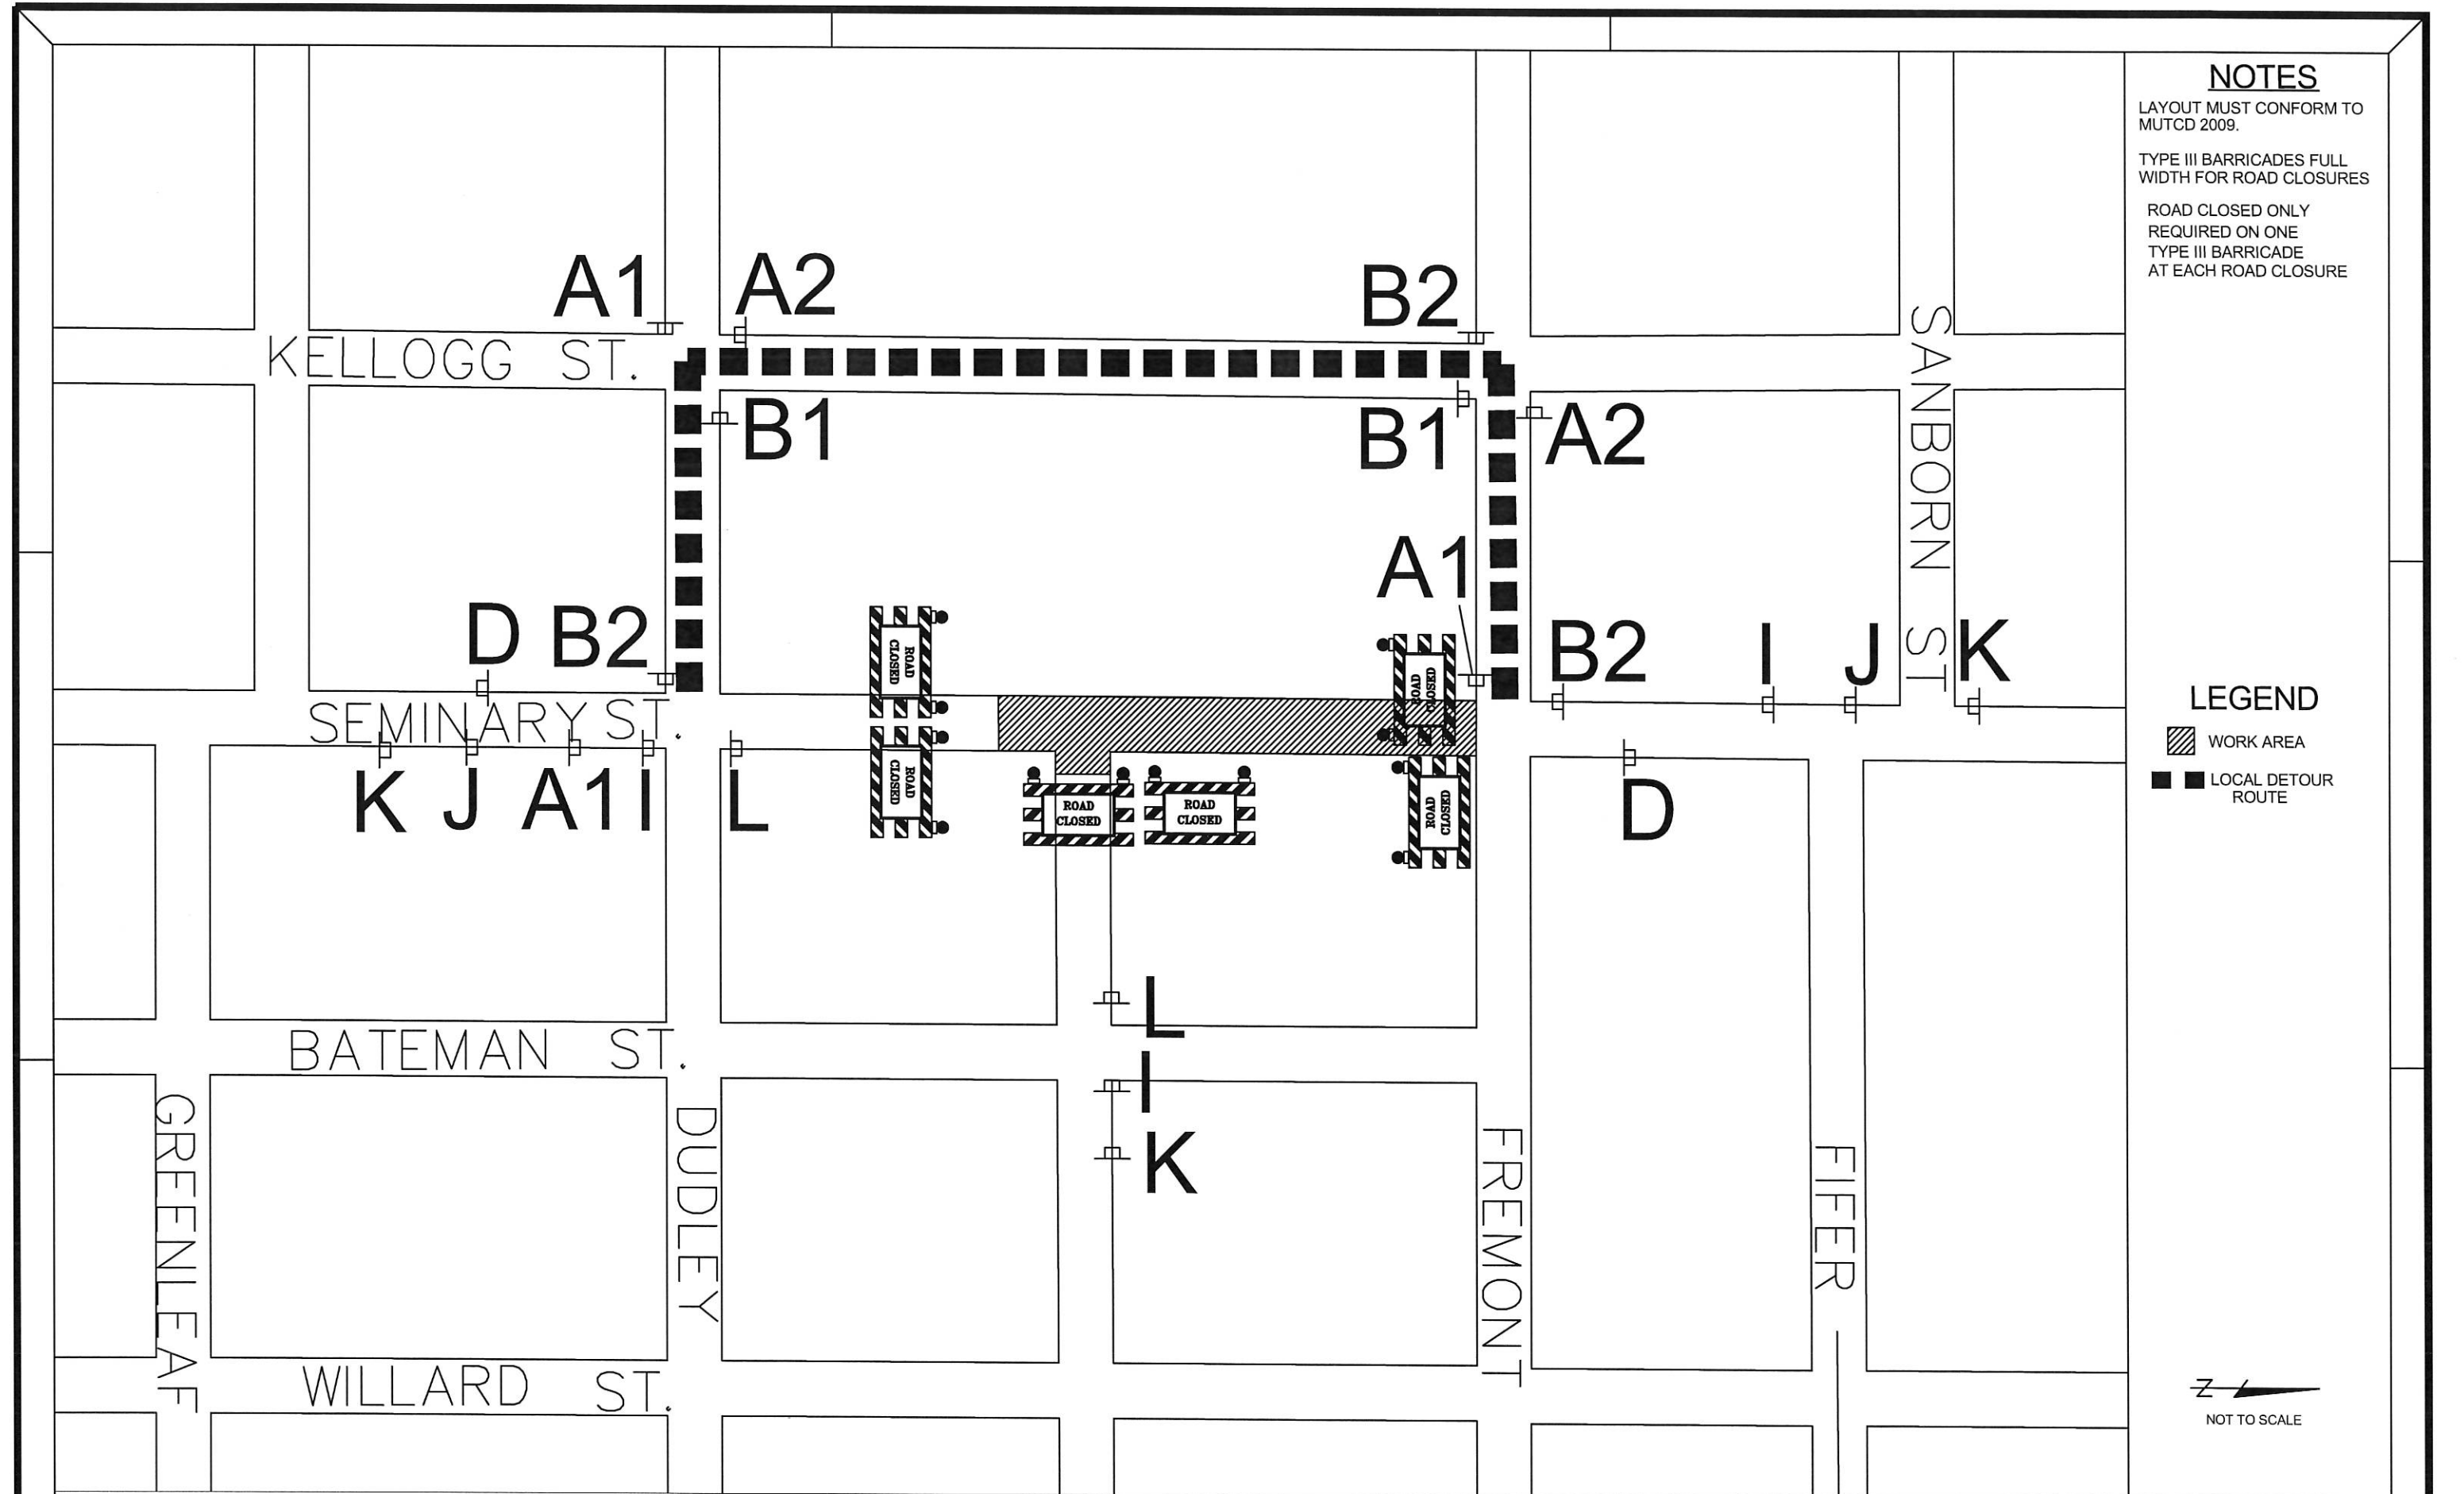 NOTES
LAYOUT MUST CONFORM TO
MUTCD 2009.
TYPE III BARRICADES FULL
WIDTH FOR ROAD CLOSURES
ROAD CLOSED ONLY
REQUIRED ON ONE
TYPE III BARRICADE
AT EACH ROAD CLOSURE
A1
A2
B2
KELLOGG ST.
SANBORN ST
B1
B1
A2
A1
D
B2
B2
I
J
K
ROAD
CLOSED
ROAD
CLOSED
SEMINARY ST.
LEGEND
WORK AREA
LOCAL DETOUR
ROUTE
K
J
A1
I
L
ROAD
CLOSED
ROAD
CLOSED
ROAD
CLOSED
ROAD
CLOSED
D
L
BATEMAN ST.
I
K
GREENLEAF
DUDLEY
FREMONT
FIFER
WILLARD ST.
Z
NOT TO SCALE